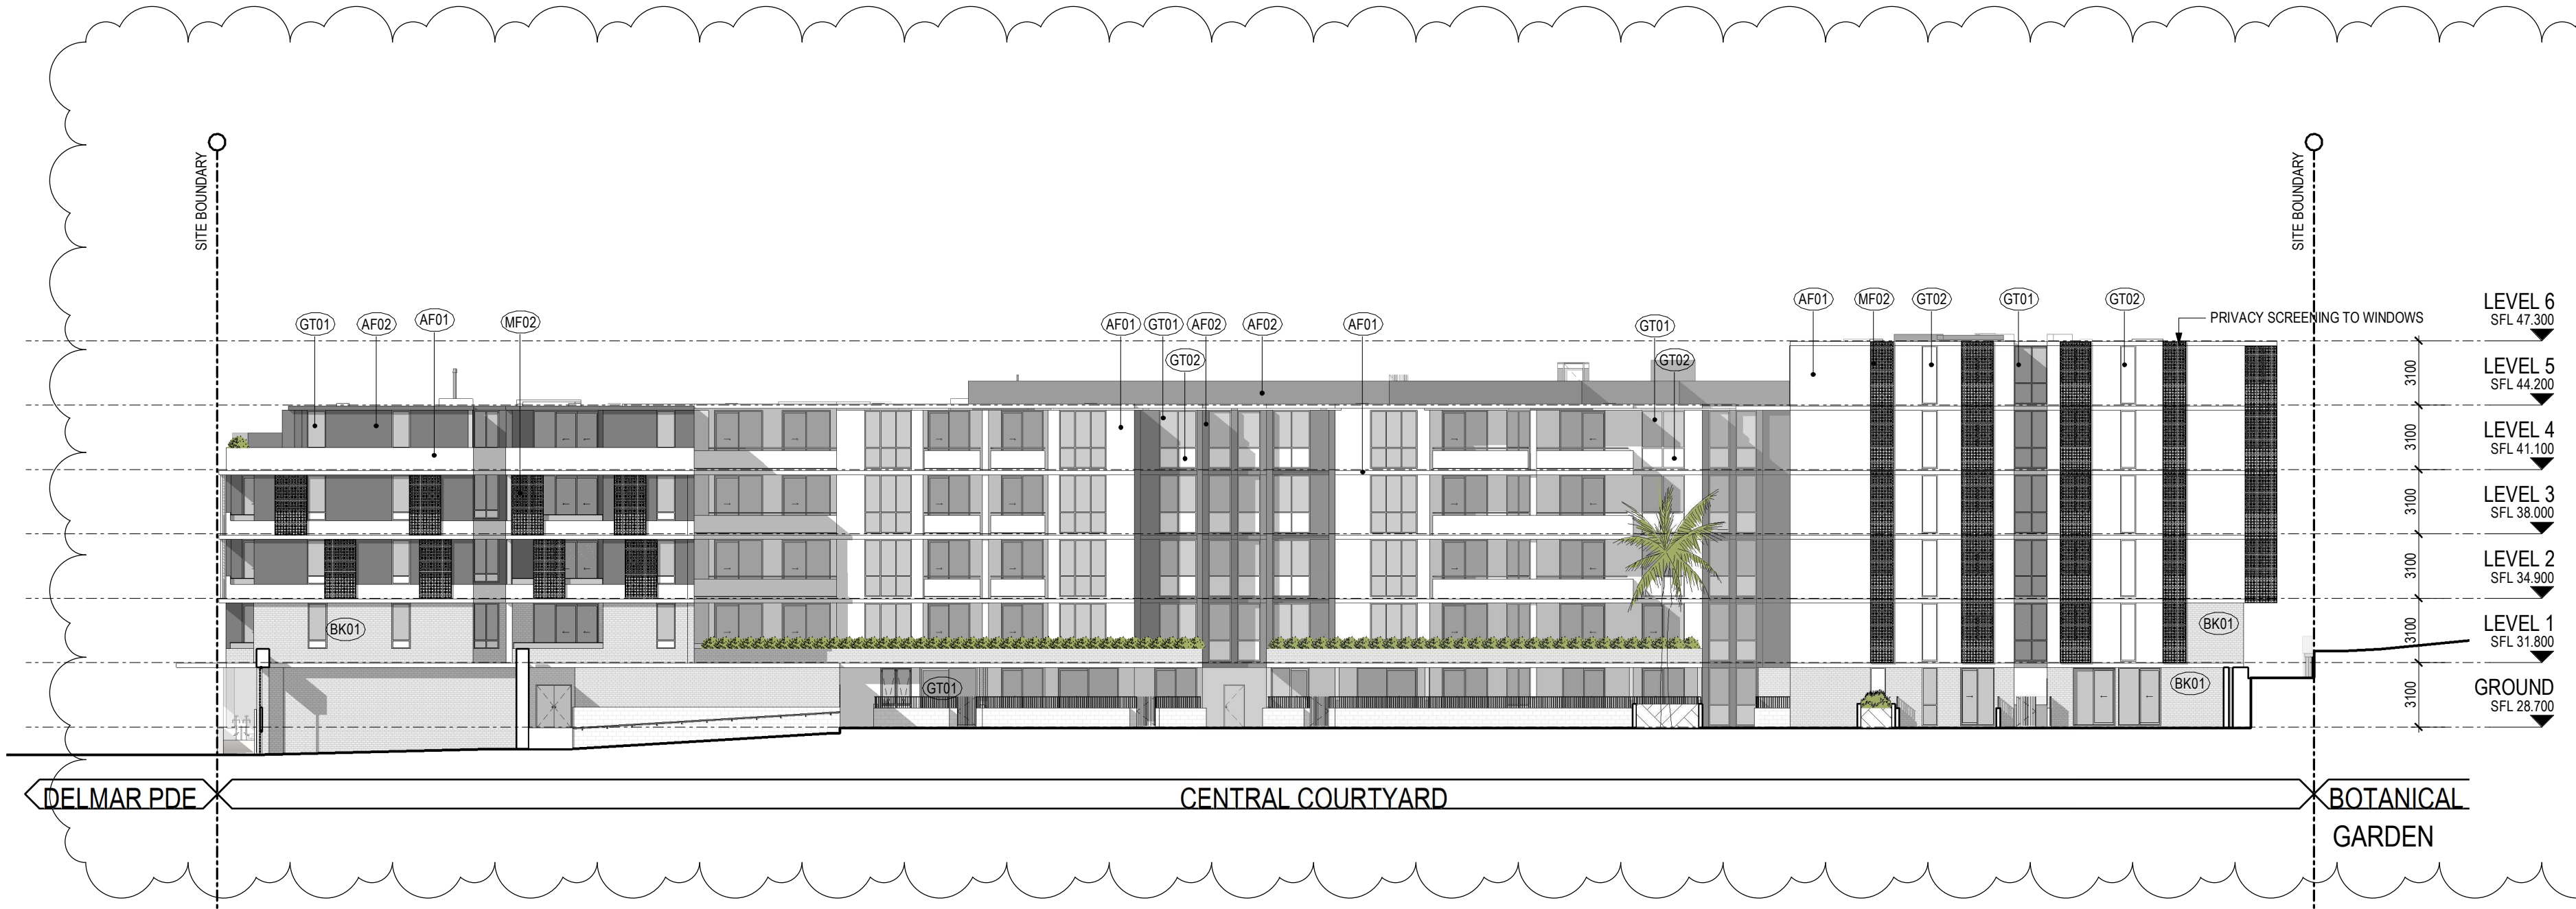 SITE BOUNDARY
SITE BOUNDARY
GT01
AF02
AF01
MF02
AF01
GT01
AF02
AF02
AF01
GT01
AF01
MF02
GT02
GT01
GT02
GT02
GT02
PRIVACY SCREENING TO WINDOWS
LEVEL 6
SFL 47.300
3100
LEVEL 5
SFL 44.200
3100
LEVEL 4
SFL 41.100
3100
LEVEL 3
SFL 38.000
3100
LEVEL 2
SFL 34.900
BK01
BK01
3100
LEVEL 1
SFL 31.800
GT01
BK01
3100
GROUND
SFL 28.700
DELMAR PDE
CENTRAL COURTYARD
BOTANICAL
GARDEN